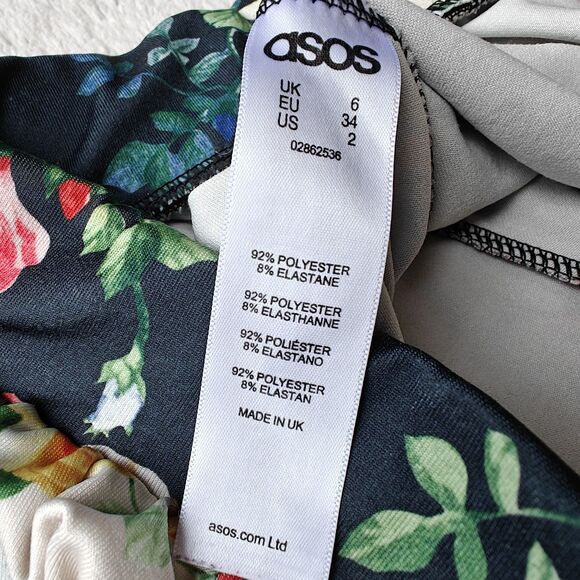 asos
UK 6
EU 34
US 2
02862536
92% POLYESTER
8% ELASTANE
92% POLYESTER
8% ELASTHANNE
92% POLIÉSTER
8% ELASTANO
92% POLYESTER
8% ELASTAN
MADE IN UK
asos.com Ltd